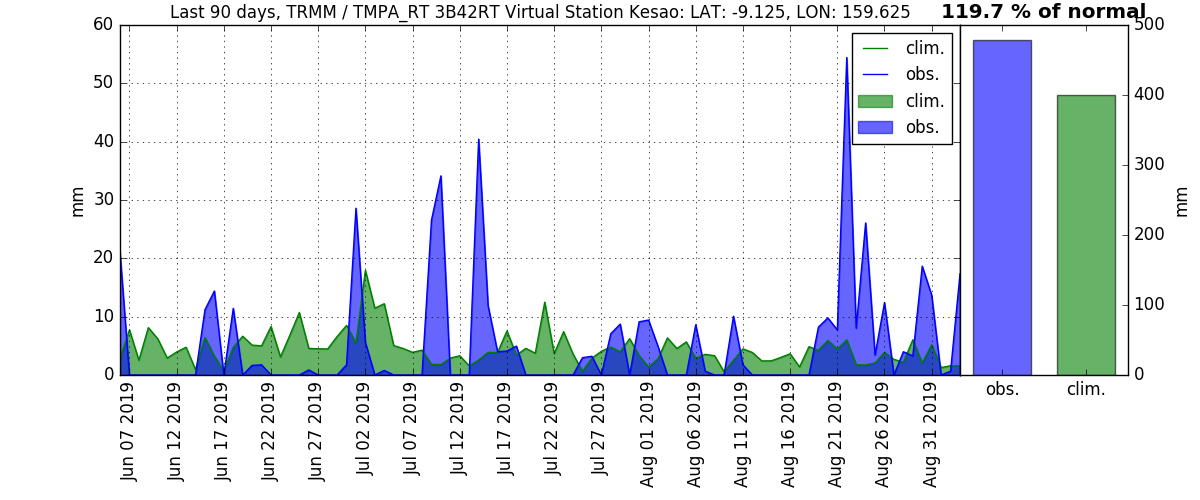 Last 90 days, TRMM / TMPA_RT 3B42RT Virtual Station Kesao: LAT: -9.125, LON: 159.625
119.7 % of normal
60
50
40
30
20
10
0
mm
clim.
obs.
clim.
obs.
500
400
300
200
100
0
mm
Jun 07 2019
Jun 12 2019
Jun 17 2019
Jun 22 2019
Jun 27 2019
Jul 02 2019
Jul 07 2019
Jul 12 2019
Jul 17 2019
Jul 22 2019
Jul 27 2019
Aug 01 2019
Aug 06 2019
Aug 11 2019
Aug 16 2019
Aug 21 2019
Aug 26 2019
Aug 31 2019
obs.
clim.